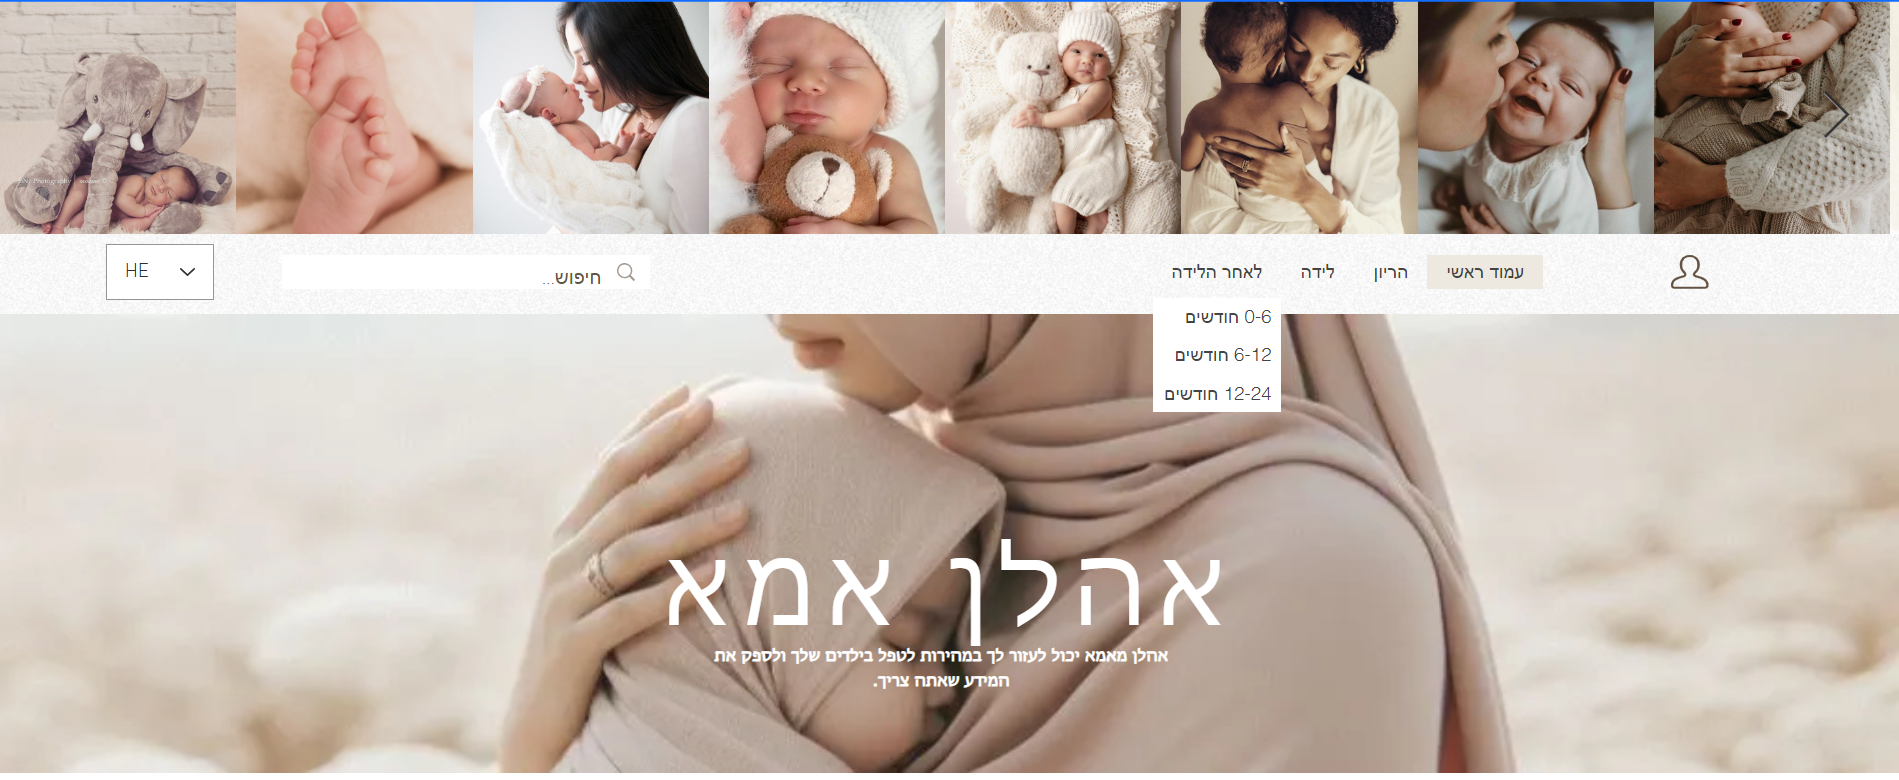 HE
חיפוש...
עמוד ראשי
הריון
לידה
לאחר הלידה
0-6 חודשים
6-12 חודשים
12-24 חודשים
אהלן אמא
אהלן מאמא יכול לעזור לך במהירות לטפל בילדים שלך ולספק את
המידע שאתה צריך.